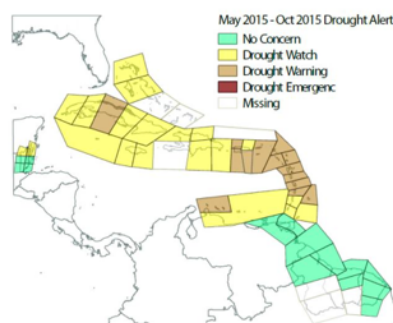 May 2015 - Oct 2015 Drought Alert
No Concern
Drought Watch
Drought Warning
Drought Emergenc
Missing